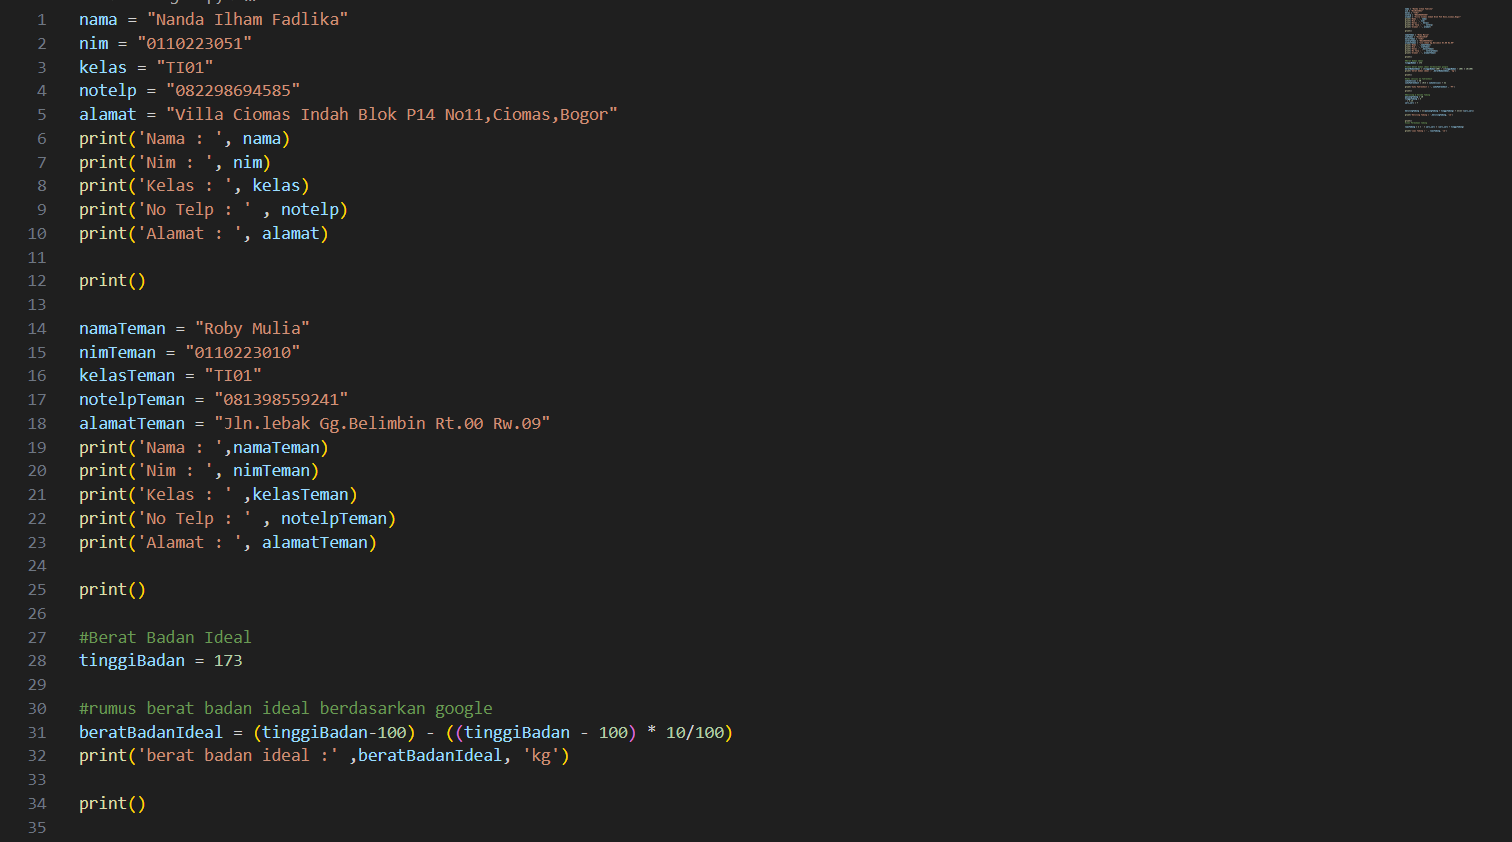 1 nama = "Nanda Ilham Fadlika"
2 nim = "0110223051"
3 kelas = "TI01"
4 notelp = "082298694585"
5 alamat = "Villa Ciomas Indah Blok P14 No11,Ciomas,Bogor"
6 print('Nama : ', nama)
7 print('Nim : ', nim)
8 print('Kelas : ', kelas)
9 print('No Telp : ' , notelp)
10 print('Alamat : ', alamat)
11
12 print()
13
14 namaTeman = "Roby Mulia"
15 nimTeman = "0110223010"
16 kelasTeman = "TI01"
17 notelpTeman = "081398559241"
18 alamatTeman = "Jln.lebak Gg.Belimbin Rt.00 Rw.09"
19 print('Nama : ',namaTeman)
20 print('Nim : ', nimTeman)
21 print('Kelas : ' ,kelasTeman)
22 print('No Telp : ' , notelpTeman)
23 print('Alamat : ', alamatTeman)
24
25 print()
26
27 #Berat Badan Ideal
28 tinggiBadan = 173
29
30 #rumus berat badan ideal berdasarkan google
31 beratBadanIdeal = (tinggiBadan-100) - ((tinggiBadan - 100) * 10/100)
32 print('berat badan ideal :' ,beratBadanIdeal, 'kg')
33
34 print()
35